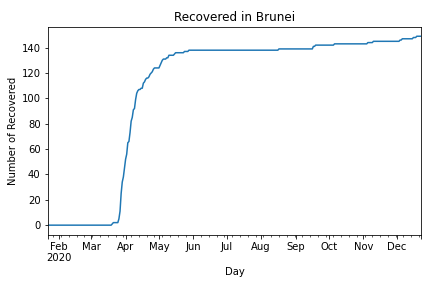 Recovered in Brunei
Number of Recovered
140
120
100
80
60
40
20
0
Feb Mar Apr May Jun Jul Aug Sep Oct Nov Dec
2020
Day